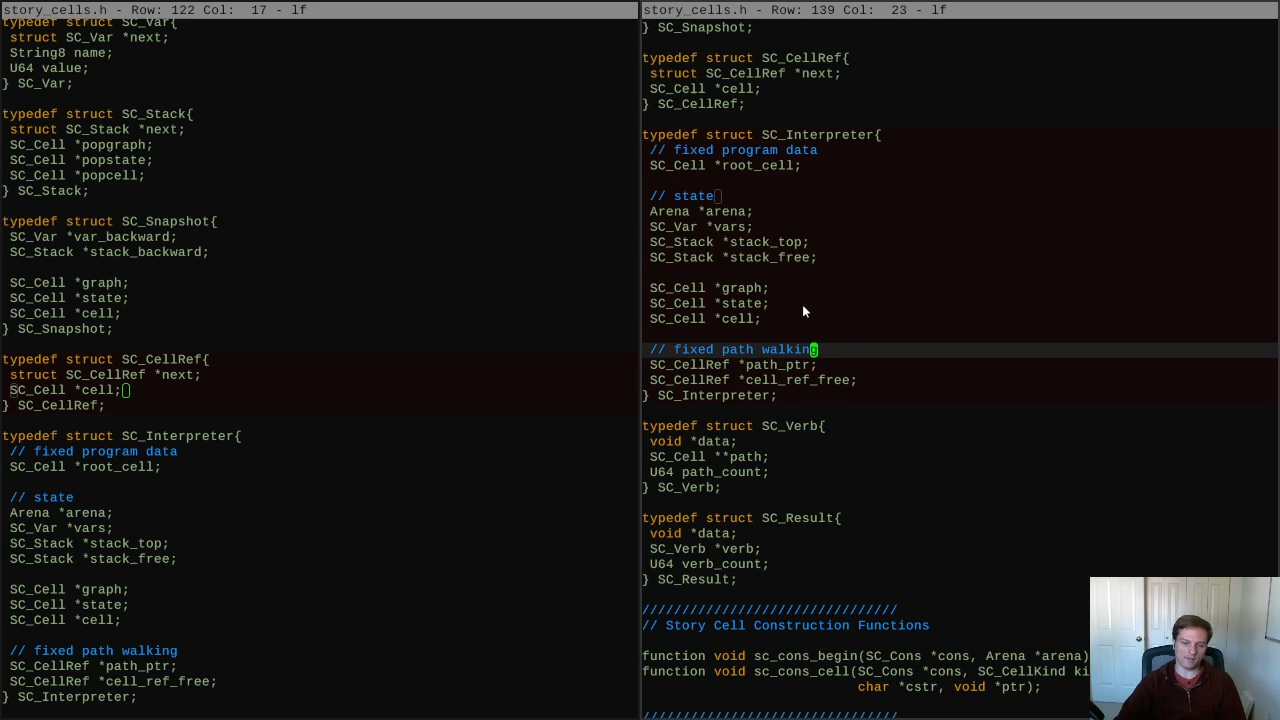 story_cells.h - Row: 122 Col:  17 - lf
typedef struct SC_Var{
 struct SC_Var *next;
 String8 name;
 U64 value;
} SC_Var;

typedef struct SC_Stack{
 struct SC_Stack *next;
 SC_Cell *popgraph;
 SC_Cell *popstate;
 SC_Cell *popcell;
} SC_Stack;

typedef struct SC_Snapshot{
 SC_Var *var_backward;
 SC_Stack *stack_backward;

 SC_Cell *graph;
 SC_Cell *state;
 SC_Cell *cell;
} SC_Snapshot;

typedef struct SC_CellRef{
 struct SC_CellRef *next;
 SC_Cell *cell;
} SC_CellRef;

typedef struct SC_Interpreter{
 // fixed program data
 SC_Cell *root_cell;

 // state
 Arena *arena;
 SC_Var *vars;
 SC_Stack *stack_top;
 SC_Stack *stack_free;

 SC_Cell *graph;
 SC_Cell *state;
 SC_Cell *cell;

 // fixed path walking
 SC_CellRef *path_ptr;
 SC_CellRef *cell_ref_free;
} SC_Interpreter;

story_cells.h - Row: 139 Col:  23 - lf
} SC_Snapshot;

typedef struct SC_CellRef{
 struct SC_CellRef *next;
 SC_Cell *cell;
} SC_CellRef;

typedef struct SC_Interpreter{
 // fixed program data
 SC_Cell *root_cell;

 // state
 Arena *arena;
 SC_Var *vars;
 SC_Stack *stack_top;
 SC_Stack *stack_free;

 SC_Cell *graph;
 SC_Cell *state;
 SC_Cell *cell;

 // fixed path walking
 SC_CellRef *path_ptr;
 SC_CellRef *cell_ref_free;
} SC_Interpreter;

typedef struct SC_Verb{
 void *data;
 SC_Cell **path;
 U64 path_count;
} SC_Verb;

typedef struct SC_Result{
 void *data;
 SC_Verb *verb;
 U64 verb_count;
} SC_Result;

////////////////////////////////
// Story Cell Construction Functions

function void sc_cons_begin(SC_Cons *cons, Arena *arena)
function void sc_cons_cell(SC_Cons *cons, SC_CellKind ki
                           char *cstr, void *ptr);

////////////////////////////////